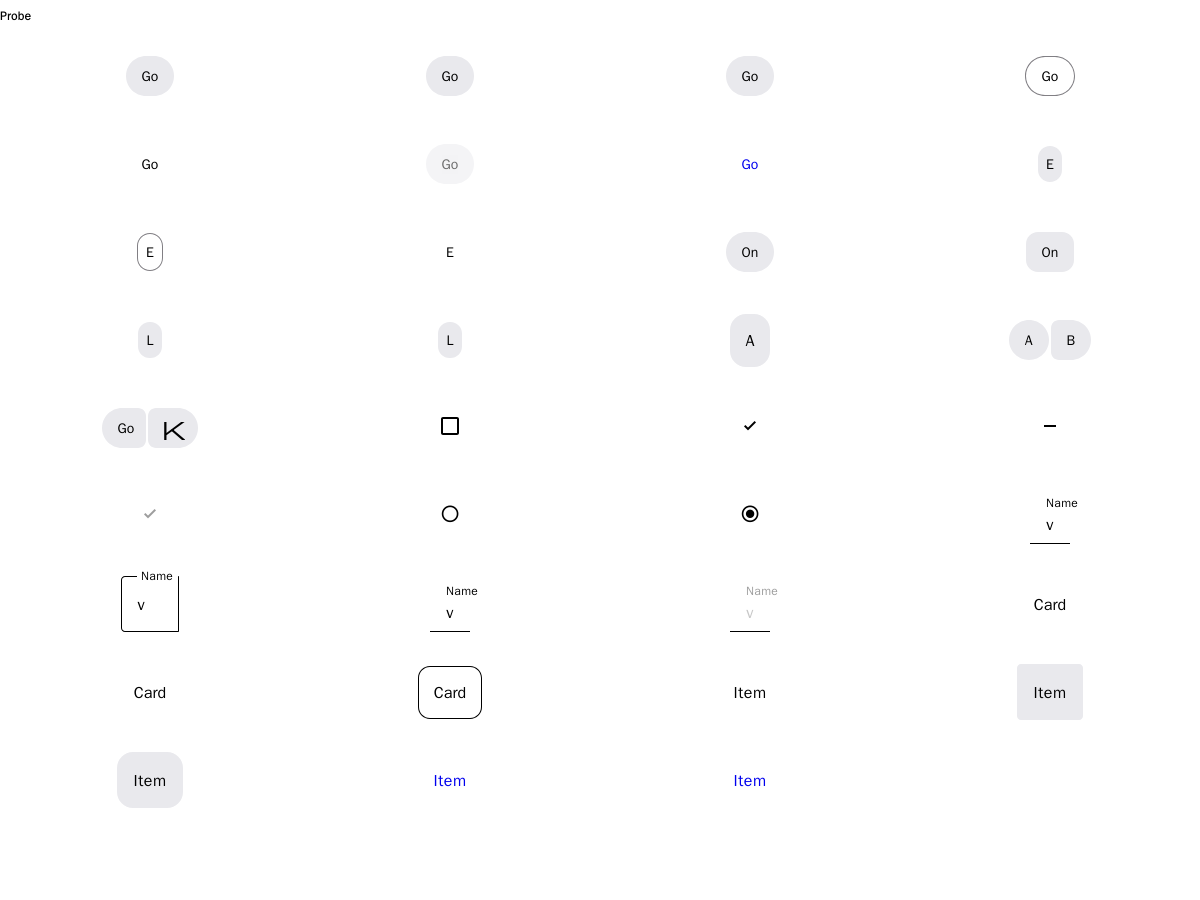 Probe
Go Go Go Go
Go Go Go E
E E On On
L L A A B
Go
Name
v
Name
v
Name
v
Name
v
Card
Card Card Item Item
Item Item Item